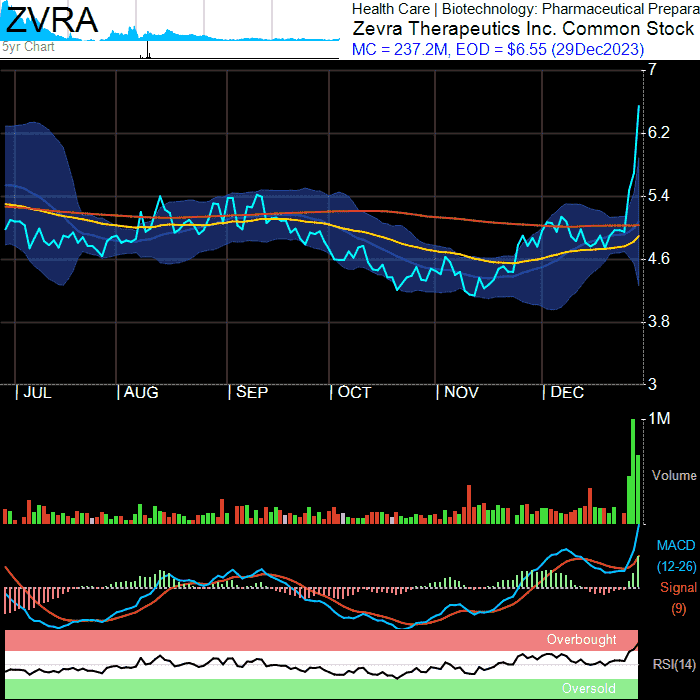 ZVRA
5yr Chart
Health Care | Biotechnology: Pharmaceutical Prepara
Zevra Therapeutics Inc. Common Stock
MC = 237.2M, EOD = $6.55 (29Dec2023)
7
6.2
5.4
4.6
3.8
3
| JUL | AUG | SEP | OCT | NOV | DEC
1M
Volume
MACD
(12-26)
Signal
(9)
Overbought
RSI(14)
Oversold